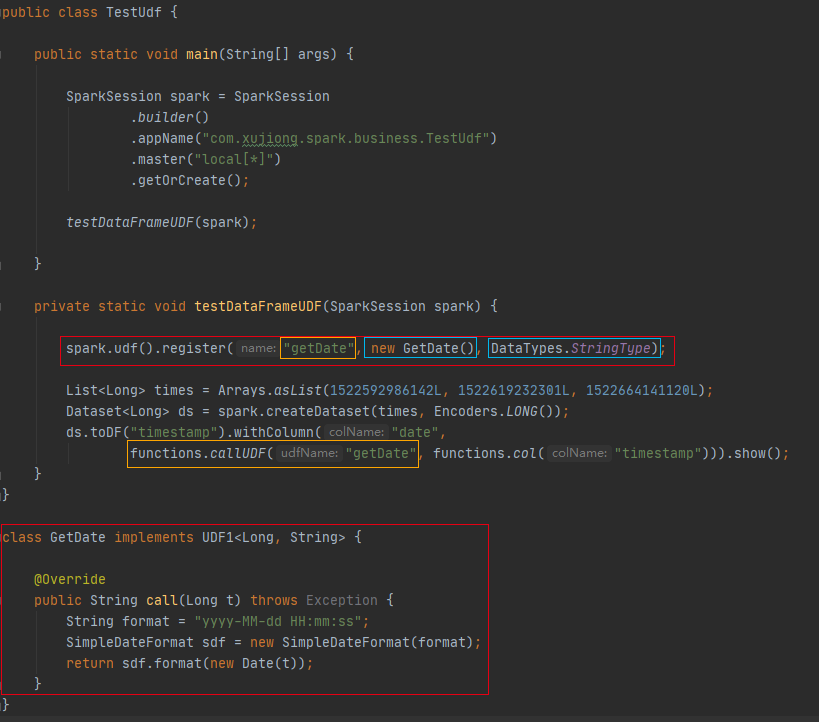 public class TestUdf {
public static void main(String[] args) {
SparkSession spark = SparkSession
.builder()
.appName("com.xujiong.spark.business.TestUdf")
.master("local[*]")
.getOrCreate();
testDataFrameUDF(spark);
}
private static void testDataFrameUDF(SparkSession spark) {
spark.udf().register( name: "getDate", new GetDate(), DataTypes.StringType);
List<Long> times = Arrays.asList(1522592986142L, 1522619232301L, 1522664141120L);
Dataset<Long> ds = spark.createDataset(times, Encoders.LONG());
ds.toDF("timestamp").withColumn( colName: "date",
functions.callUDF( udfName: "getDate", functions.col( colName: "timestamp"))).show();
}
}
class GetDate implements UDF1<Long, String> {
@Override
public String call(Long t) throws Exception {
String format = "yyyy-MM-dd HH:mm:ss";
SimpleDateFormat sdf = new SimpleDateFormat(format);
return sdf.format(new Date(t));
}
}